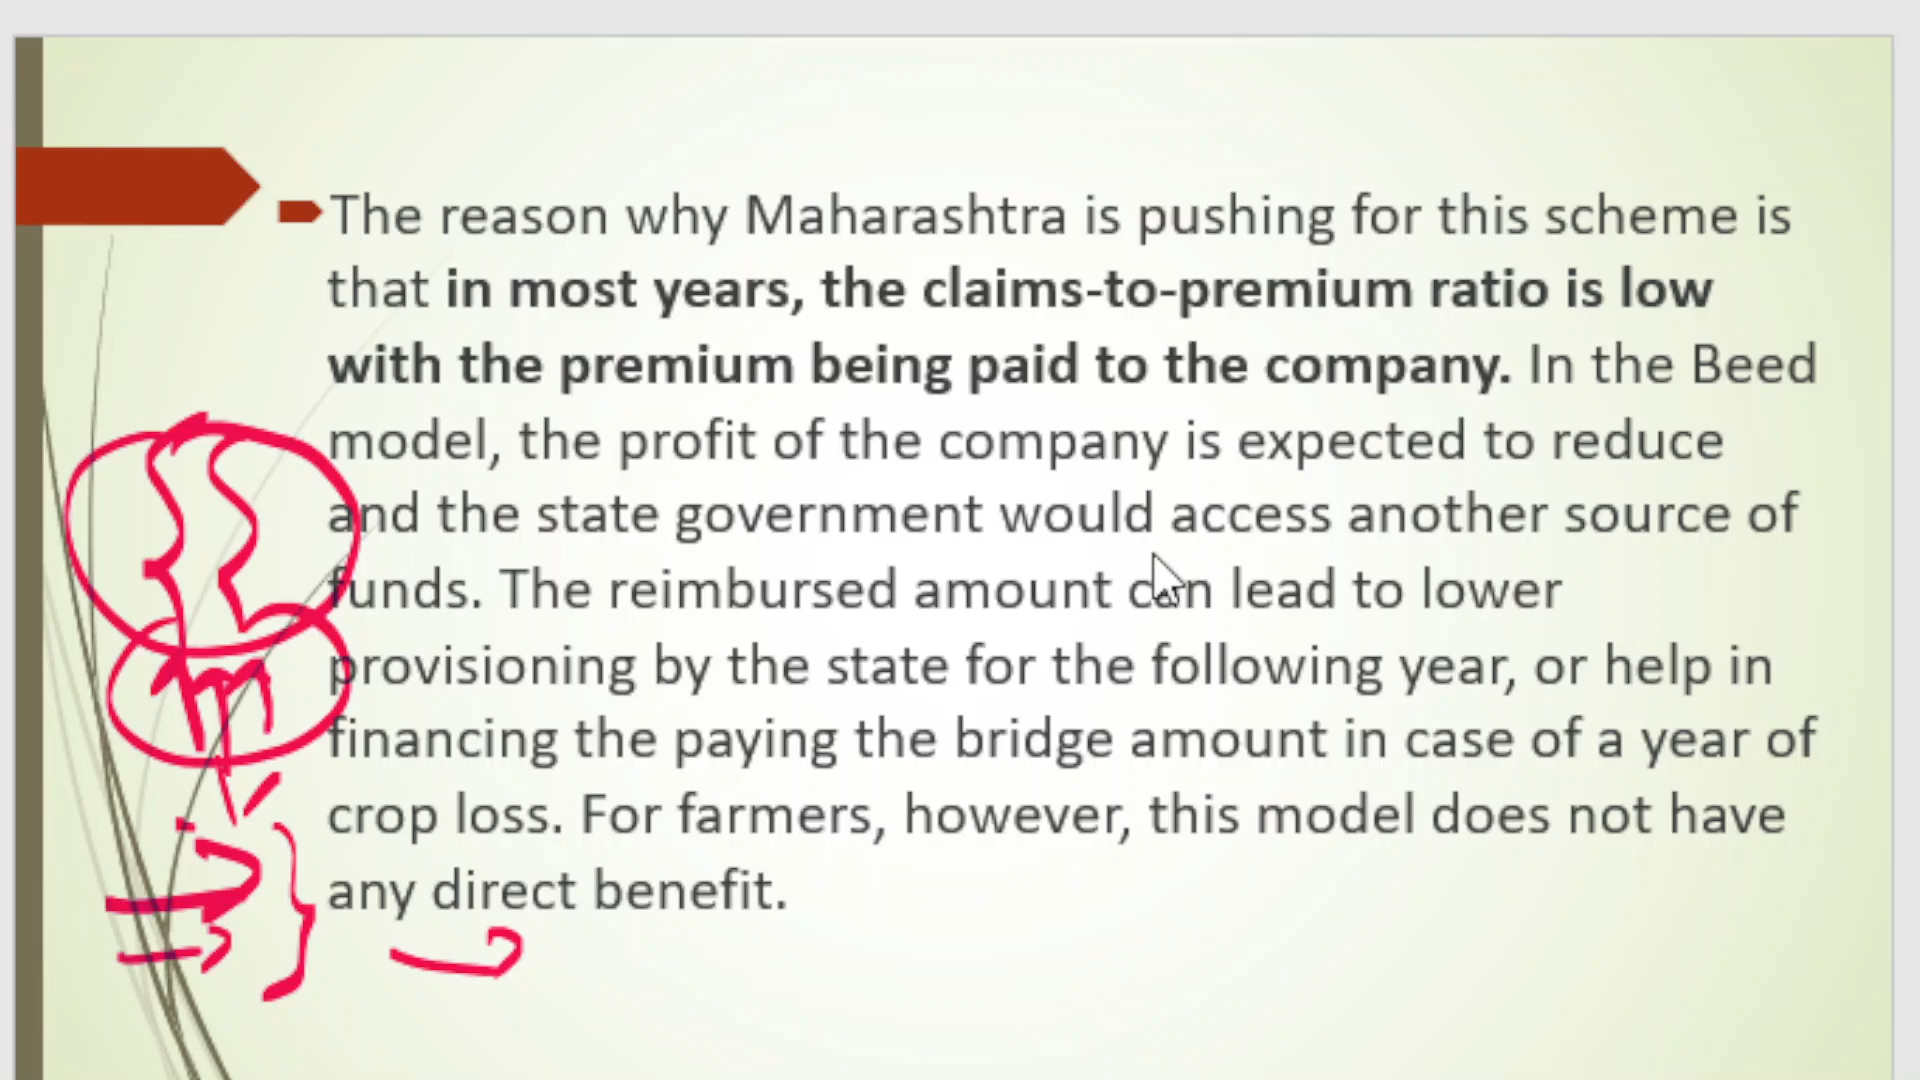 The reason why Maharashtra is pushing for this scheme is
that in most years, the claims-to-premium ratio is low
with the premium being paid to the company. In the Beed
model, the profit of the company is expected to reduce
and the state government would access another source of
funds. The reimbursed amount can lead to lower
provisioning by the state for the following year, or help in
financing the paying the bridge amount in case of a year of
crop loss. For farmers, however, this model does not have
any direct benefit.